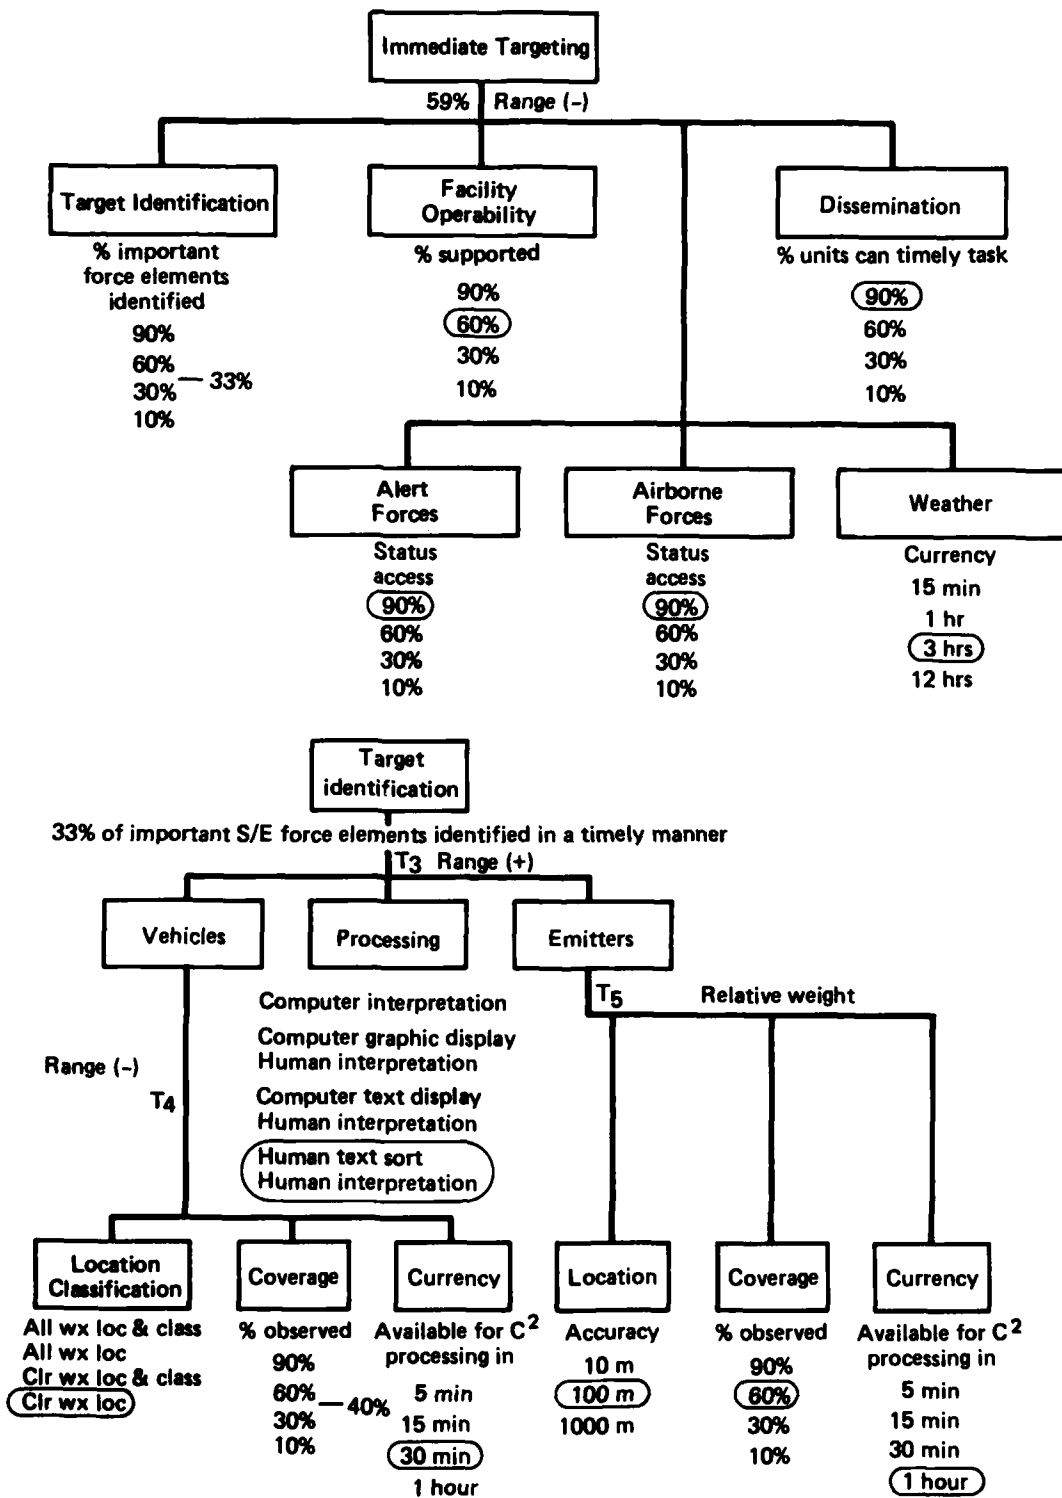 Immediate Targeting
59% Range (-)
Target Identification
% important
force elements
identified
90%
60%
30%
10%
33%
Facility
Operability
% supported
90%
60%
30%
10%
Dissemination
% units can timely task
90%
60%
30%
10%
Alert
Forces
Status
access
90%
60%
30%
10%
Airborne
Forces
Status
access
90%
60%
30%
10%
Weather
Currency
15 min
1 hr
3 hrs
12 hrs
Target
identification
33% of important S/E force elements identified in a timely manner
T3 Range (+)
Vehicles
Processing
Emitters
Computer interpretation
Computer graphic display
Human interpretation
Computer text display
Human interpretation
Human text sort
Human interpretation
Range (-)
T4
T5
Relative weight
Location
Classification
All wx loc & class
All wx loc
Clr wx loc & class
Clr wx loc
Coverage
% observed
90%
60%
30%
10%
40%
Currency
Available for C2
processing in
5 min
15 min
30 min
1 hour
Location
Accuracy
10 m
100 m
1000 m
Coverage
% observed
90%
60%
30%
10%
Currency
Available for C2
processing in
5 min
15 min
30 min
1 hour